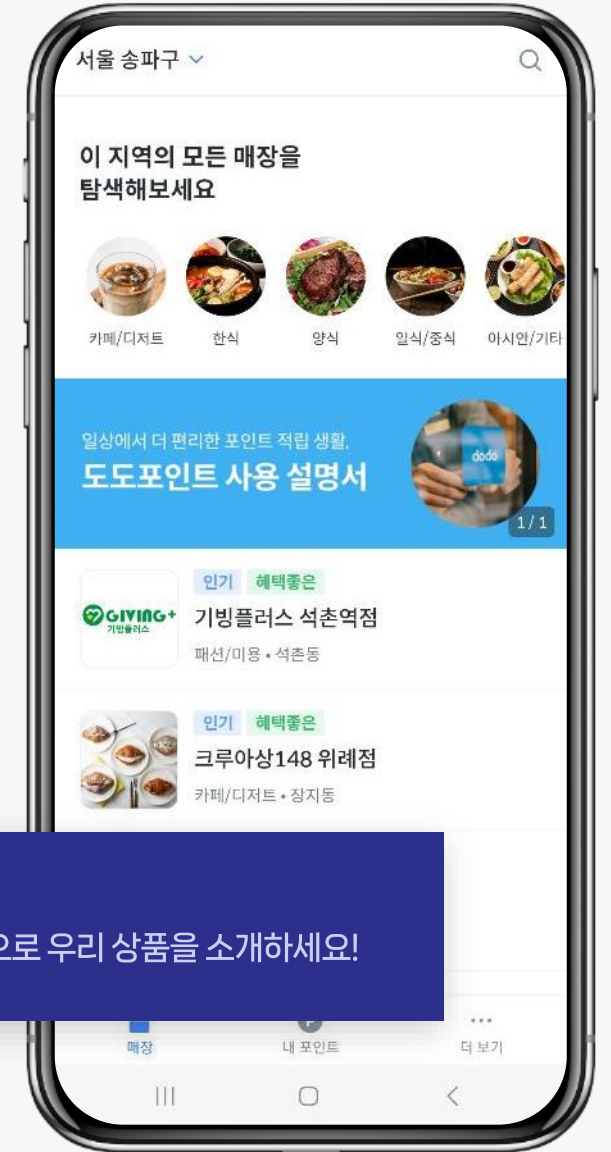 서울 송파구
이 지역의 모든 매장을
탐색해보세요
카페/디저트 한식 양식 일식/중식 아시안/기타
일상에서 더 편리한 포인트 적립 생활,
도도포인트 사용 설명서
dodo
1 / 1
인기 혜택좋은
GIVING+
기빙플러스
기빙플러스 석촌역점
패션/미용 • 석촌동
인기 혜택좋은
크루아상148 위례점
카페/디저트 • 장지동
으로 우리 상품을 소개하세요!
매장 내 포인트 더 보기